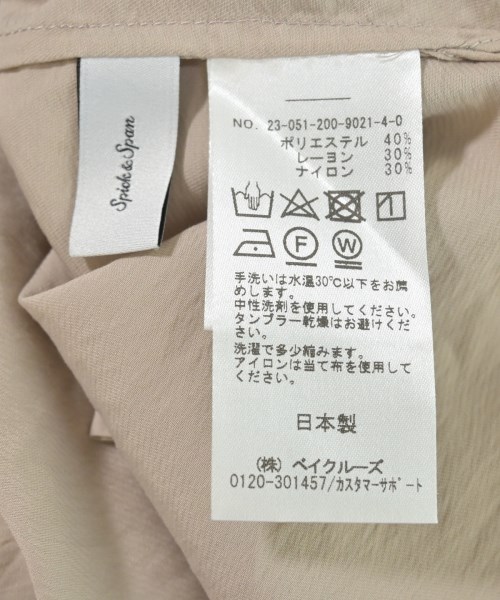 Spick & Span
NO. 23-051-200-9021-4-0
ポリエステル 40%
レーヨン 30%
ナイロン 30%
F
W
手洗いは水温30℃以下をお薦
めします。
中性洗剤を使用してください。
タンブラー乾燥はお避けくだ
さい。
洗濯で多少縮みます。
アイロンは当て布を使用して
ください。
日本製
(株) ベイクルーズ
0120-301457/カスタマーサポート